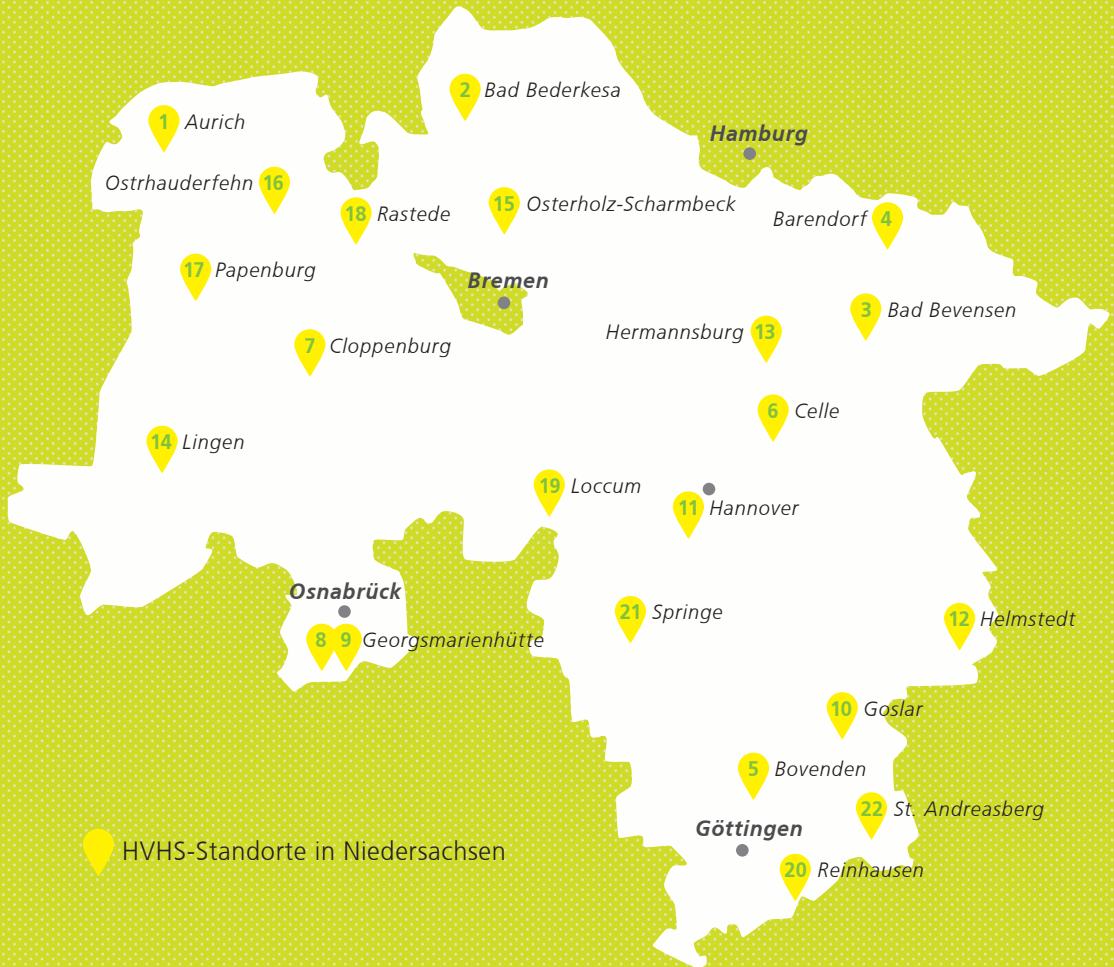 2 Bad Bederkesa
1 Aurich
Hamburg
Ostrhauderfehn 16
15 Osterholz-Scharmbeck
18 Rastede
Barendorf 4
17 Papenburg
Bremen
3 Bad Bevensen
Hermannsburg 13
7 Cloppenburg
6 Celle
14 Lingen
19 Loccum
11 Hannover
Osnabrück
21 Springe
12 Helmstedt
8 9 Georgsmarienhütte
10 Goslar
5 Bovenden
22 St. Andreasberg
Göttingen
HVHS-Standorte in Niedersachsen
20 Reinhausen